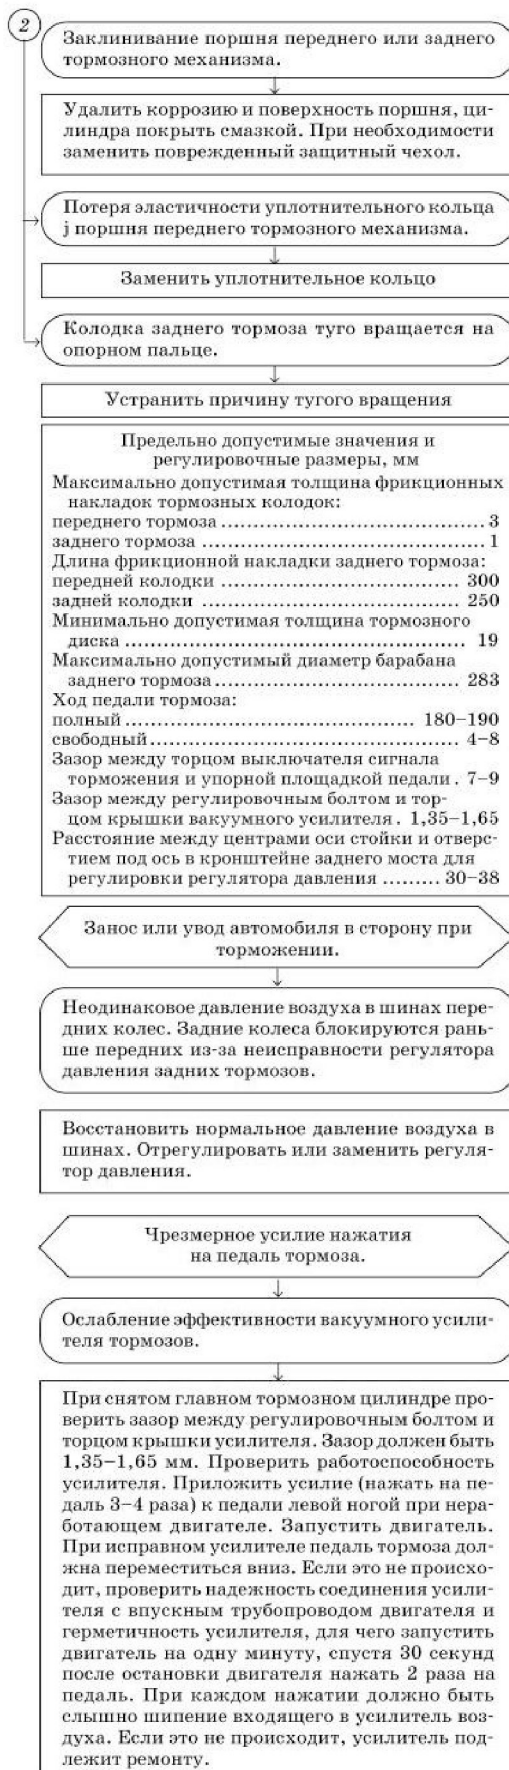 2
Заклинивание поршня переднего или заднего
тормозного механизма.
Удалить коррозию и поверхность поршня, ци-
линдра покрыть смазкой. При необходимости
заменить поврежденный защитный чехол.
Потеря эластичности уплотнительного кольца
j поршня переднего тормозного механизма.
Заменить уплотнительное кольцо
Колодка заднего тормоза туго вращается на
опорном пальце.
Устранить причину тугого вращения
Предельно допустимые значения и
регулировочные размеры, мм
Максимально допустимая толщина фрикционных
накладок тормозных колодок:
переднего тормоза ..................................... 3
заднего тормоза ....................................... 1
Длина фрикционной накладки заднего тормоза:
передней колодки ................................. 300
задней колодки ................................... 250
Минимально допустимая толщина тормозного
диска .............................................. 19
Максимально допустимый диаметр барабана
заднего тормоза .................................. 283
Ход педали тормоза:
полный ........................................ 180–190
свободный ........................................... 4–8
Зазор между торцом выключателя сигнала
торможения и упорной площадкой педали . 7–9
Зазор между регулировочным болтом и тор-
цом крышки вакуумного усилителя . 1,35–1,65
Расстояние между центрами оси стойки и отверс-
тием под ось в кронштейне заднего моста для
регулировки регулятора давления ......... 30–38
Занос или увод автомобиля в сторону при
торможении.
Неодинаковое давление воздуха в шинах пере-
дних колес. Задние колеса блокируются рань-
ше передних из-за неисправности регулятора
давления задних тормозов.
Восстановить нормальное давление воздуха в
шинах. Отрегулировать или заменить регуля-
тор давления.
Чрезмерное усилие нажатия
на педаль тормоза.
Ослабление эффективности вакуумного усили-
теля тормозов.
При снятом главном тормозном цилиндре про-
верить зазор между регулировочным болтом и
торцом крышки усилителя. Зазор должен быть
1,35–1,65 мм. Проверить работоспособность
усилителя. Приложить усилие (нажать на пе-
даль 3–4 раза) к педали левой ногой при нера-
ботающем двигателе. Запустить двигатель.
При исправном усилителе педаль тормоза дол-
жна переместиться вниз. Если это не происхо-
дит, проверить надежность соединения усили-
теля с впускным трубопроводом двигателя и
герметичность усилителя, для чего запустить
двигатель на одну минуту, спустя 30 секунд
после остановки двигателя нажать 2 раза на
педаль. При каждом нажатии должно быть
слышно шипение входящего в усилитель воз-
духа. Если это не происходит, усилитель под-
лежит ремонту.